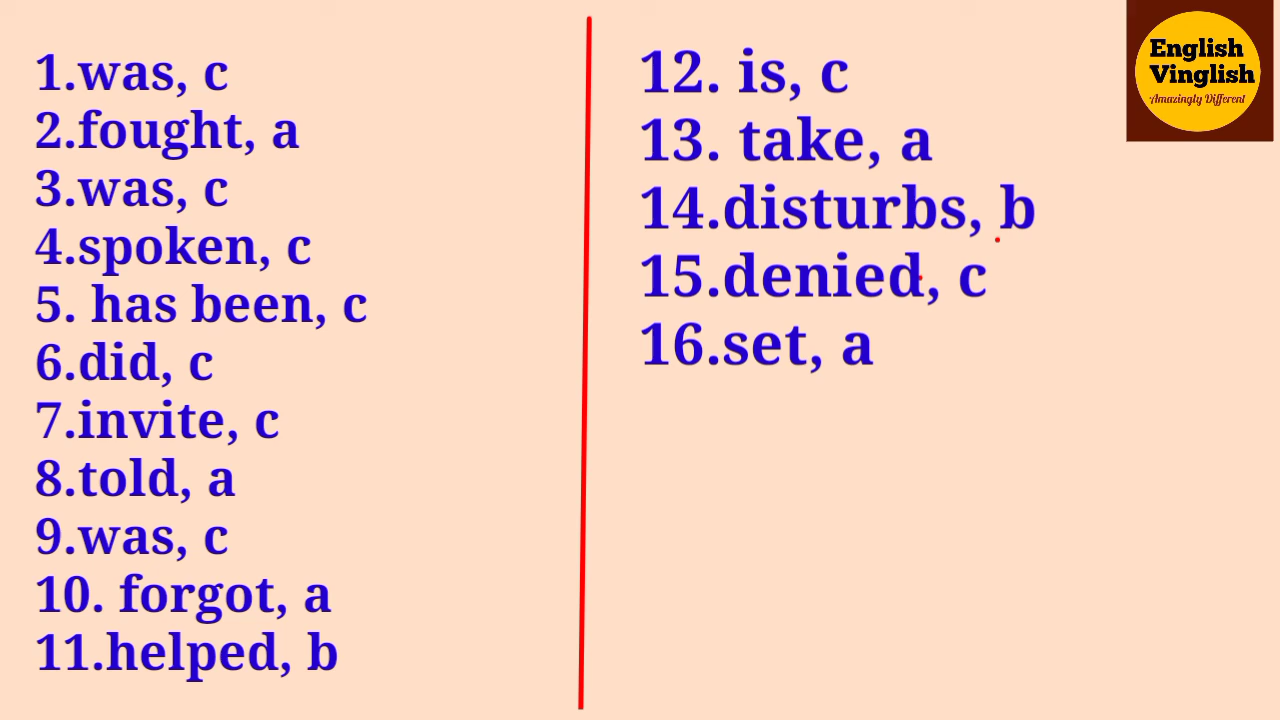 1.was, c
2.fought, a
3.was, c
4.spoken, c
5. has been, c
6.did, c
7.invite, c
8.told, a
9.was, c
10. forgot, a
11.helped, b
12. is, c
13. take, a
14.disturbs, b
15.denied, c
16.set, a
English
Vinglish
Amazingly Different